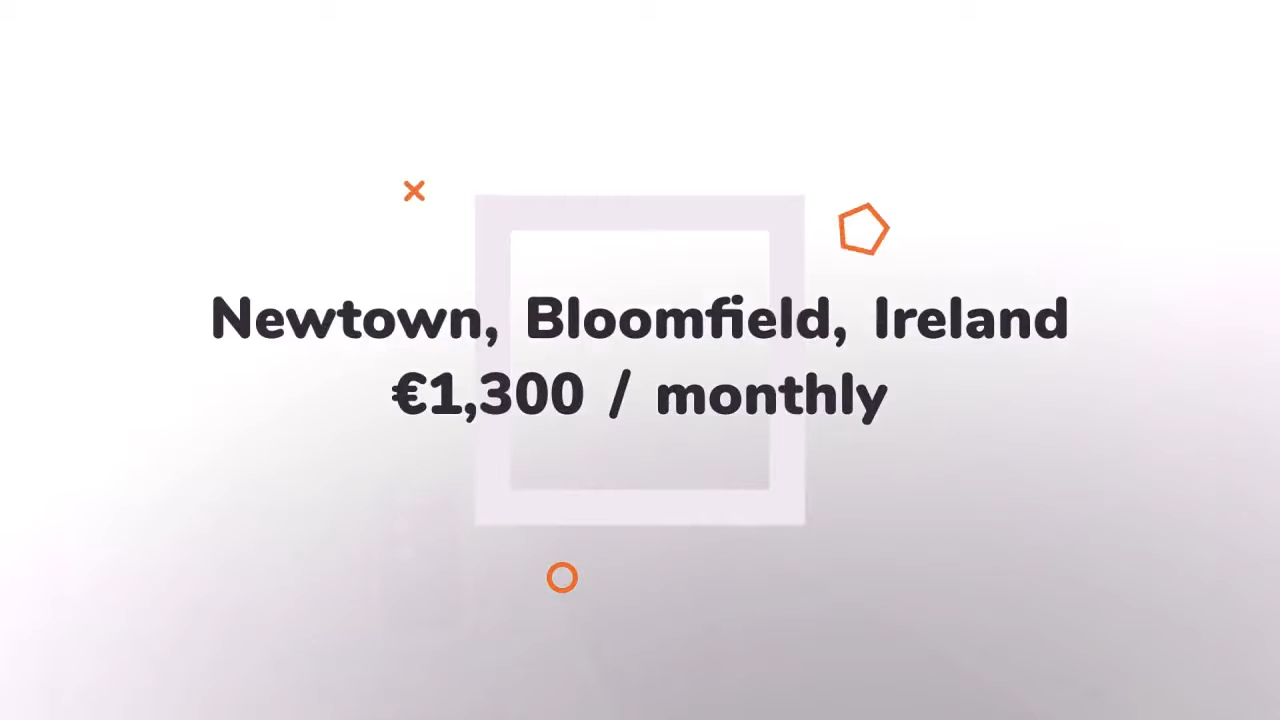 Newtown, Bloomfield, Ireland
€1,300 / monthly